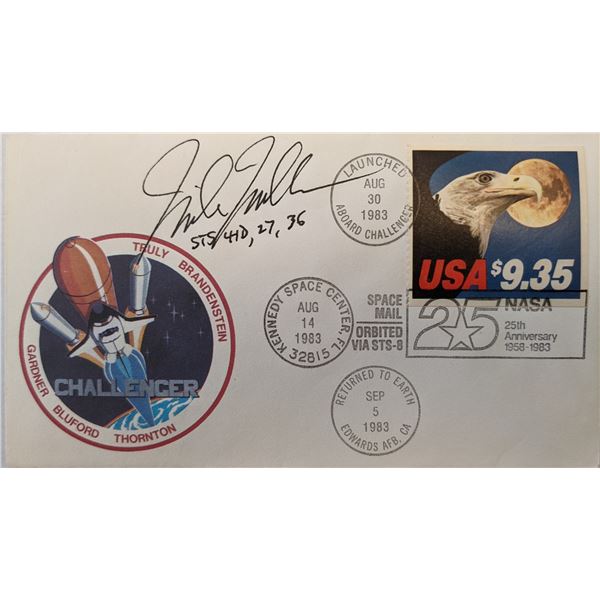 Mike Mullane
STS 41D, 27, 36
LAUNCHED
AUG
30
1983
ABOARD CHALLENGER
USA $9.35
KENNEDY SPACE CENTER, FL
AUG
14
1983
32815
SPACE
MAIL
ORBITED
VIA STS-8
25
NASA
25th
Anniversary
1958-1983
RETURNED TO EARTH
SEP
5
1983
EDWARDS AFB, CA
TRULY BRANDENSTEIN
CHALLENGER
GARDNER BLUFORD THORNTON